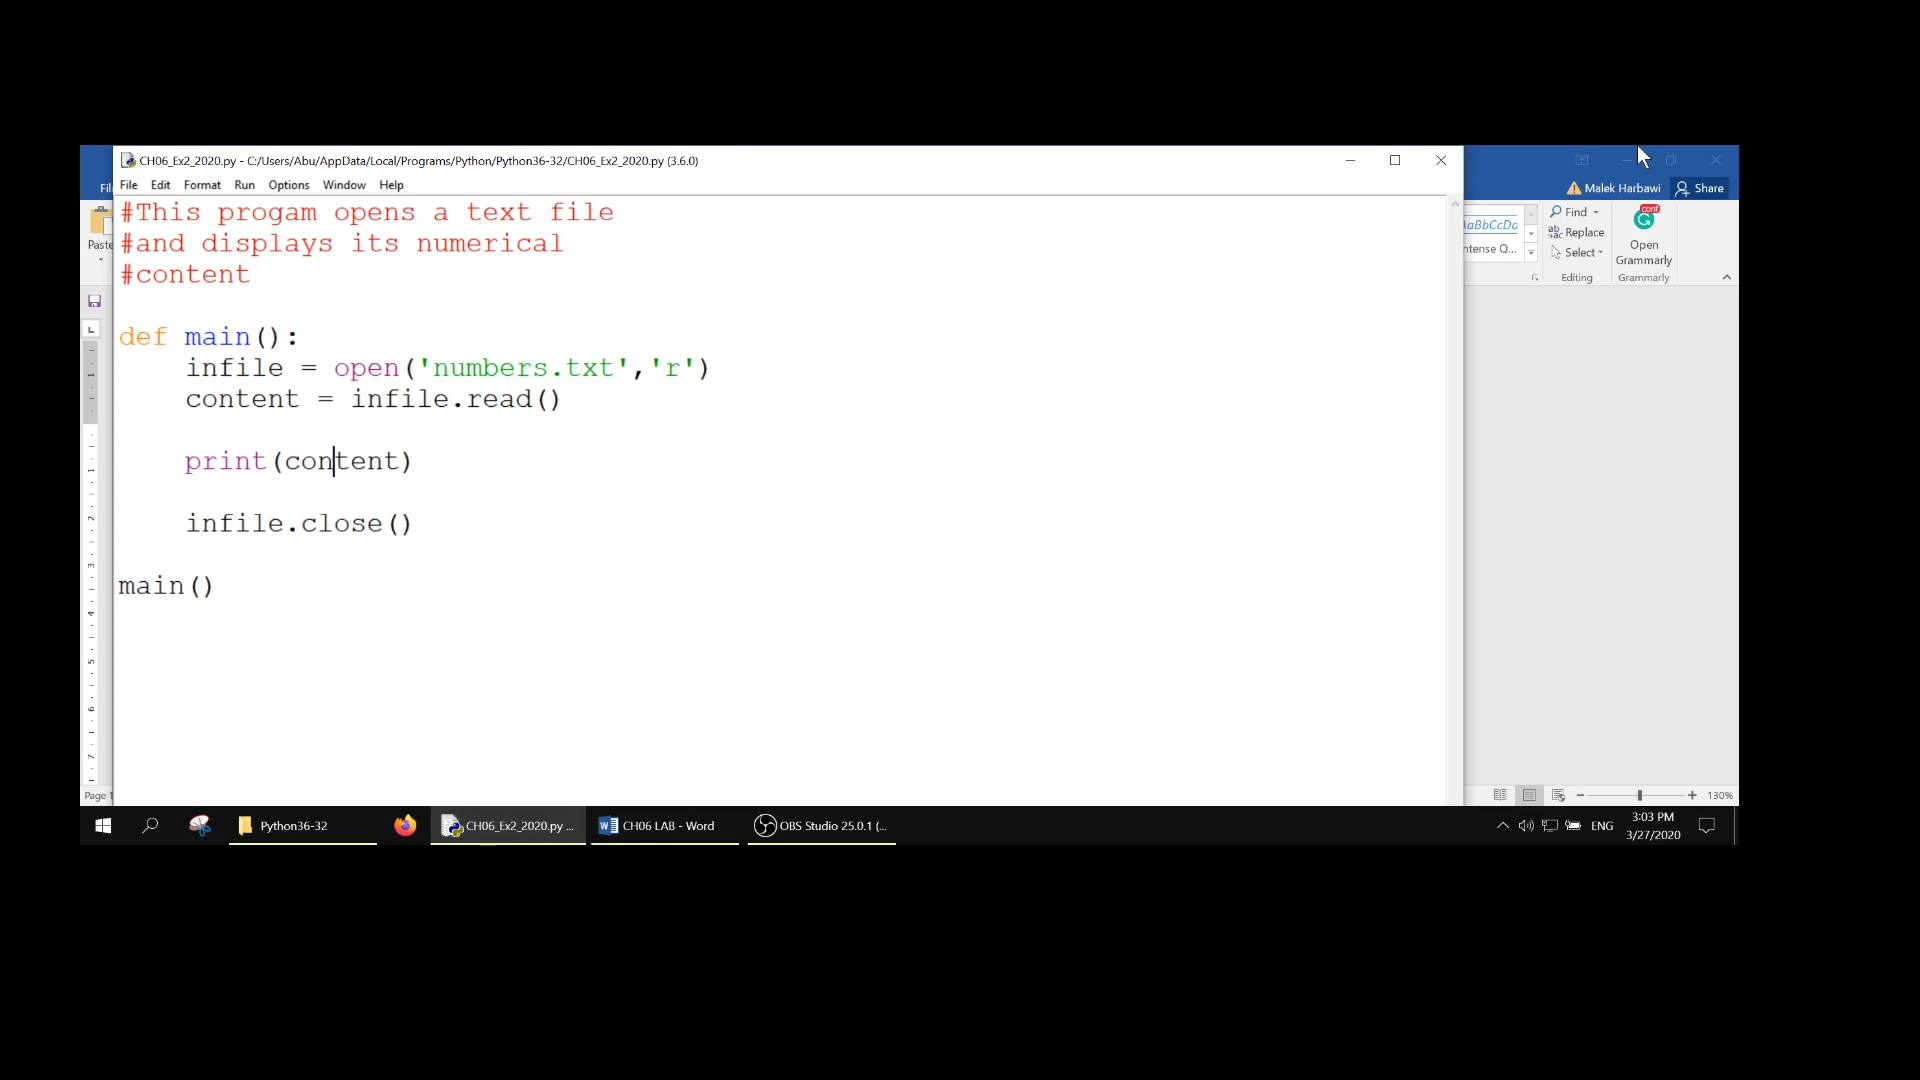 CH06_Ex2_2020.py - C:/Users/Abu/AppData/Local/Programs/Python/Python36-32/CH06_Ex2_2020.py (3.6.0)
File Edit Format Run Options Window Help
Fil
Malek Harbawi
Share
#This progam opens a text file
#and displays its numerical
#content
def main():
infile = open('numbers.txt','r')
content = infile.read()
print(content)
infile.close()
main()
Paste
Find
Replace
Select
Editing
conf
Open
Grammarly
Grammarly
Page 1
130%
Python36-32
CH06_Ex2_2020.py ...
CH06 LAB - Word
OBS Studio 25.0.1 (...
ENG
3:03 PM
3/27/2020